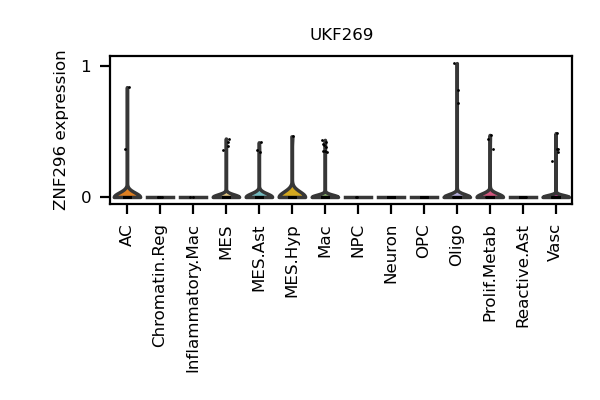 UKF269
ZNF296 expression
1
0
AC
Chromatin.Reg
Inflammatory.Mac
MES
MES.Ast
MES.Hyp
Mac
NPC
Neuron
OPC
Oligo
Prolif.Metab
Reactive.Ast
Vasc